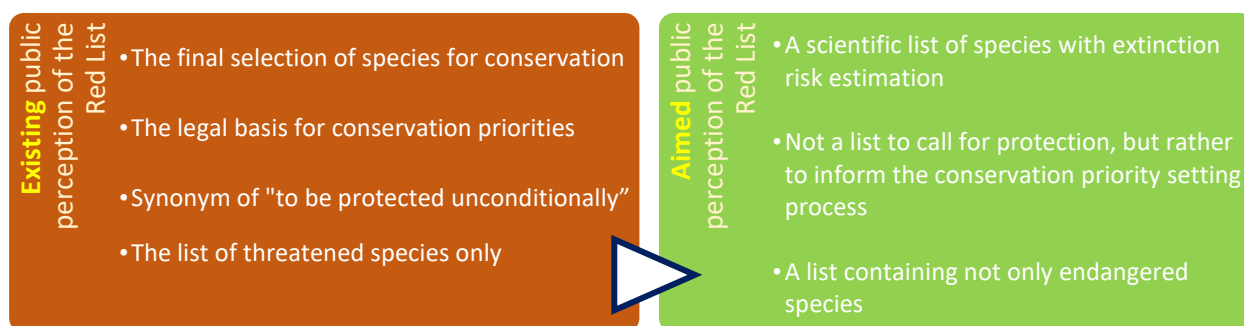 Existing public
perception of the
Red List
•The final selection of species for conservation
•The legal basis for conservation priorities
•Synonym of "to be protected unconditionally”
•The list of threatened species only
Aimed public
perception of the
Red List
•A scientific list of species with extinction
risk estimation
•Not a list to call for protection, but rather
to inform the conservation priority setting
process
•A list containing not only endangered
species